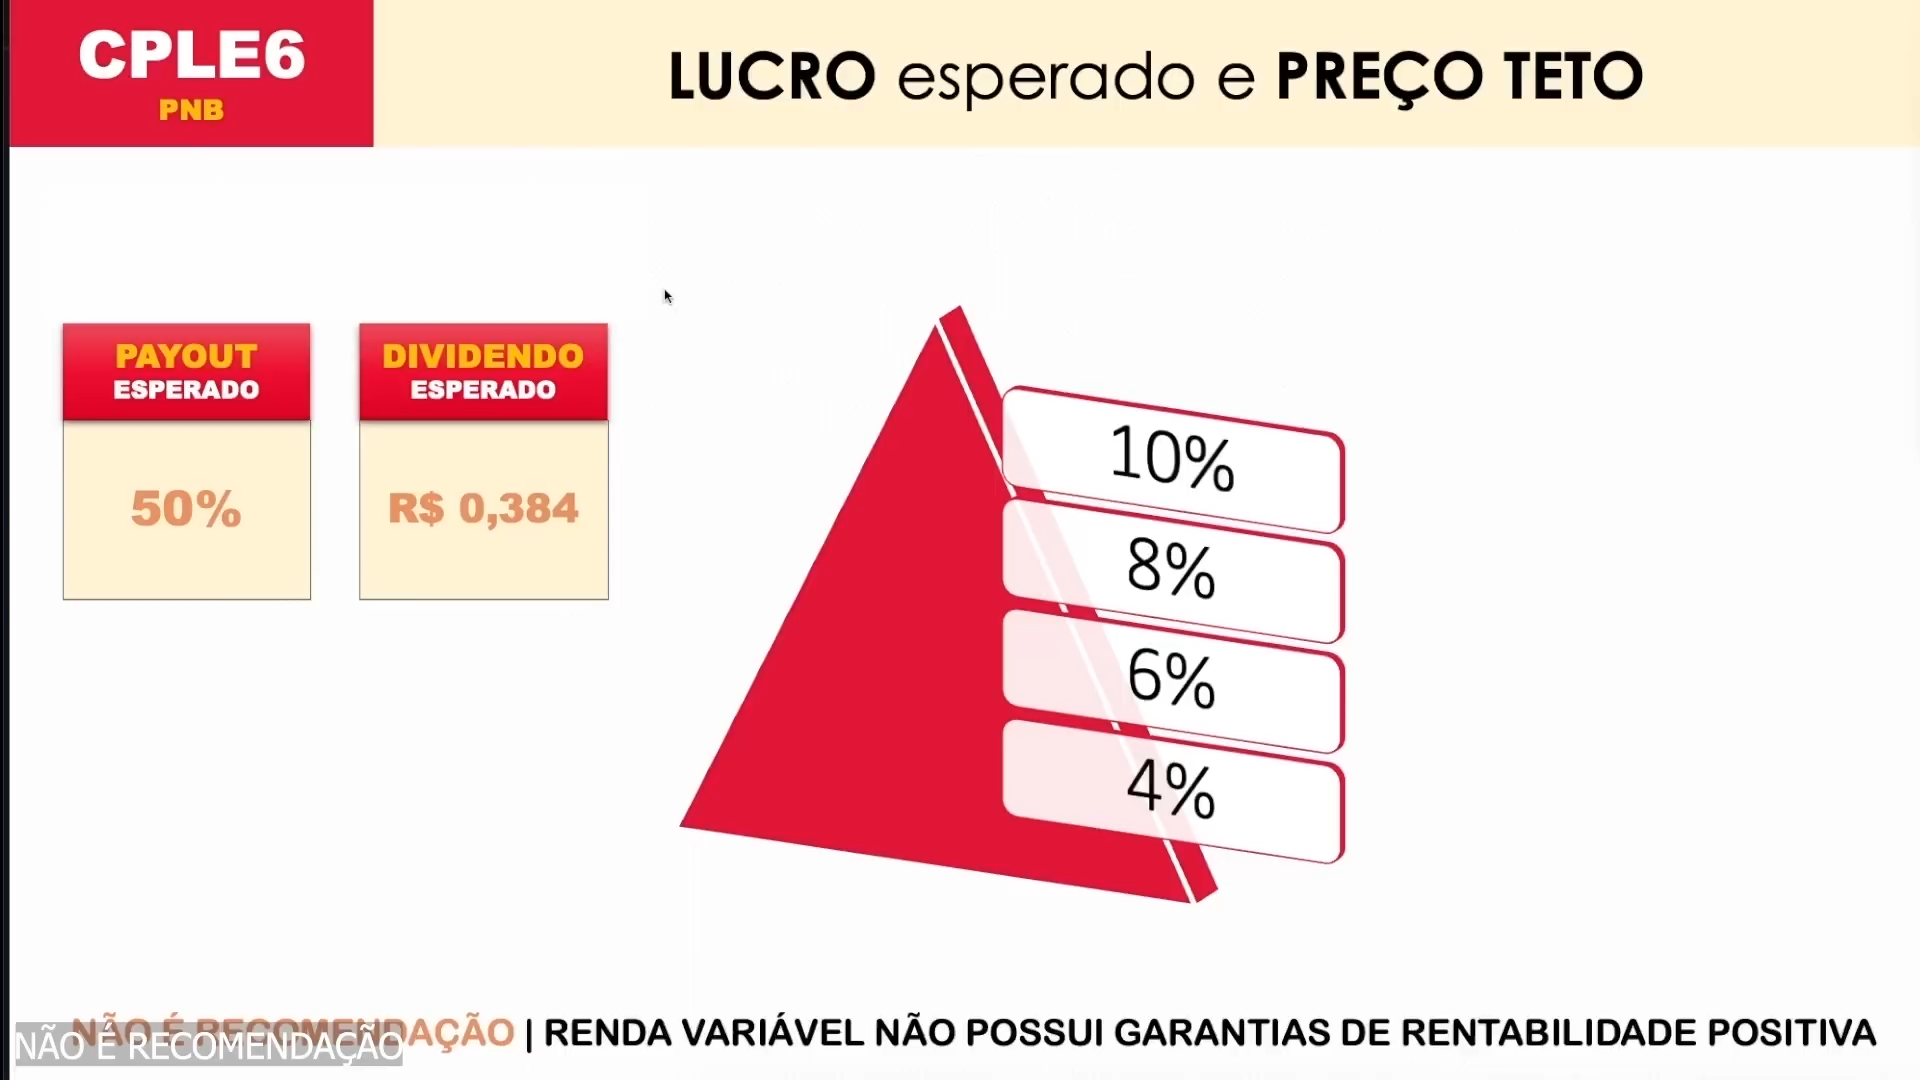 CPLE6
PNB
LUCRO esperado e PREÇO TETO
PAYOUT
ESPERADO
50%
DIVIDENDO
ESPERADO
R$ 0,384
10%
8%
6%
4%
NÃO É RECOMENDAÇÃO | RENDA VARIÁVEL NÃO POSSUI GARANTIAS DE RENTABILIDADE POSITIVA
NÃO É RECOMENDAÇÃO